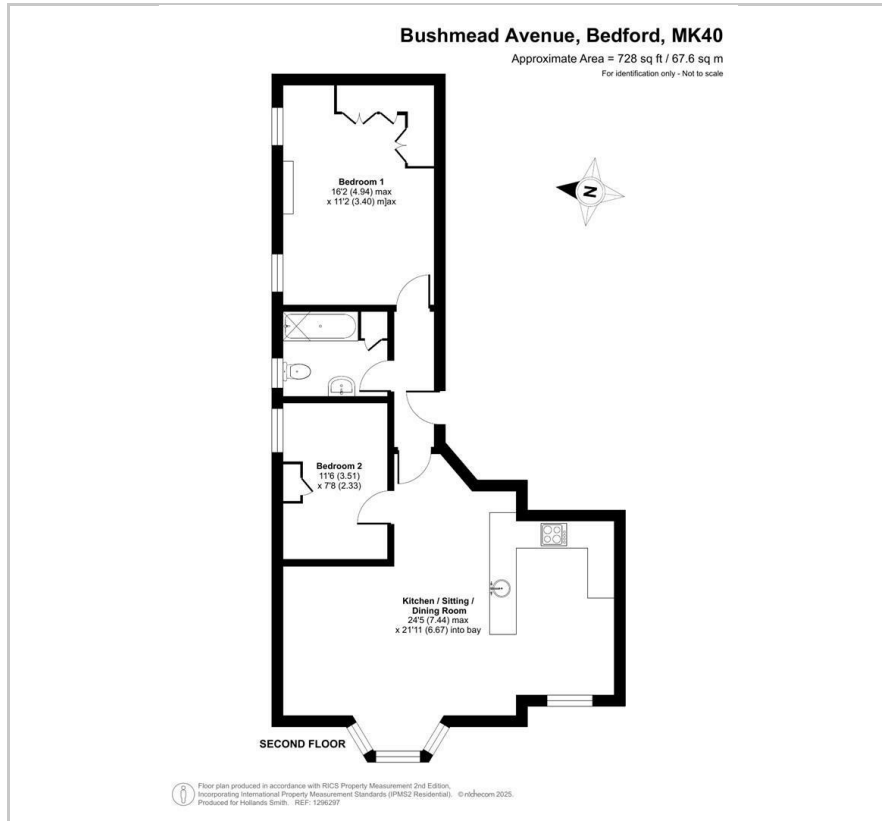 Bushmead Avenue, Bedford, MK40
Approximate Area = 728 sq ft / 67.6 sq m
For identification only - Not to scale
Bedroom 1
16'2 (4.94) max
x 11'2 (3.40) m]ax
N
Bedroom 2
11'6 (3.51)
x 7'8 (2.33)
Kitchen / Sitting /
Dining Room
24'5 (7.44) max
x 21'11 (6.67) into bay
SECOND FLOOR
Floor plan produced in accordance with RICS Property Measurement 2nd Edition,
Incorporating International Property Measurement Standards (IPMS2 Residential). © nichecom 2025.
Produced for Hollands Smith. REF: 1296297